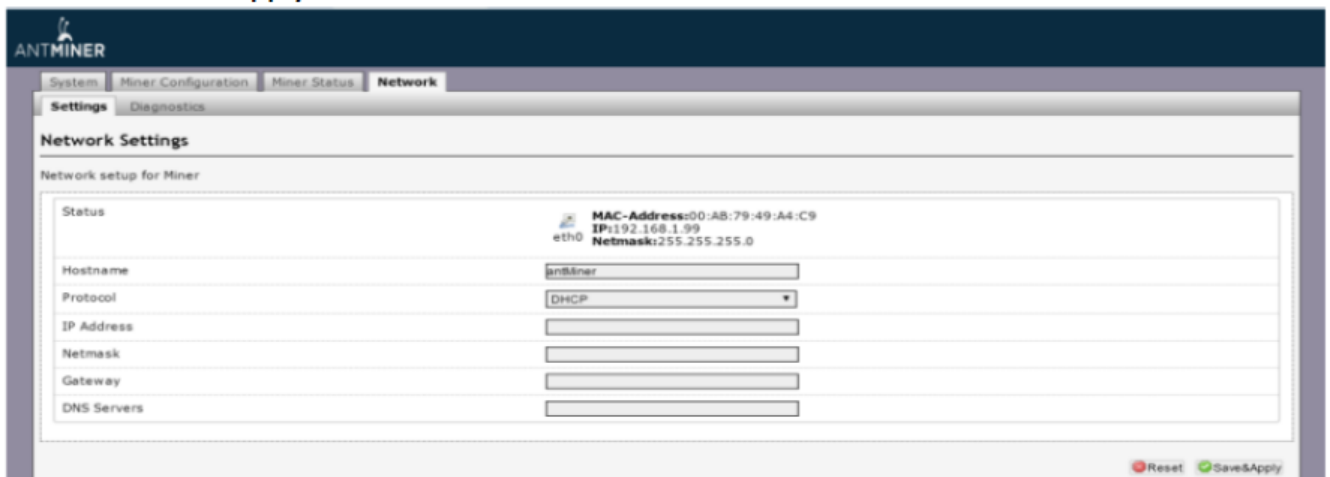 ANTMINER
System Miner Configuration Miner Status Network
Settings Diagnostics
Network Settings
Network setup for Miner
Status
eth0
MAC-Address:00:AB:79:49:A4:C9
IP:192.168.1.99
Netmask:255.255.255.0
Hostname antMiner
Protocol DHCP
IP Address
Netmask
Gateway
DNS Servers
Reset Save&Apply